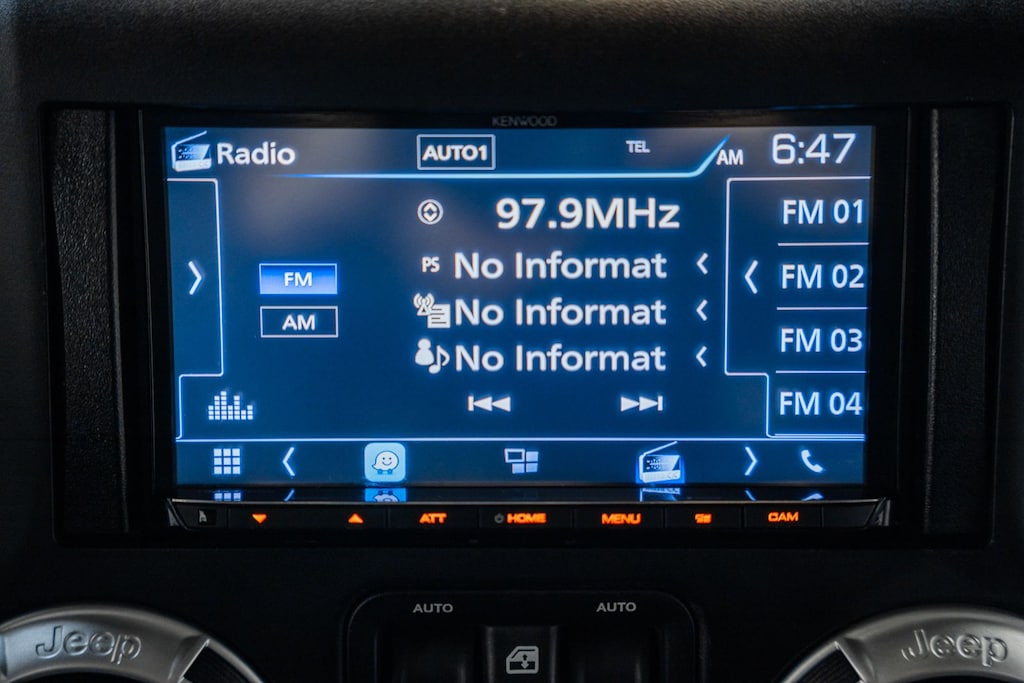 KENWOOD
Radio
AUTO1
TEL
AM 6:47
97.9MHz
FM 01
PS No Informat
FM 02
FM
AM
No Informat
FM 03
No Informat
FM 04
ATT
HOME
MENU
CAM
AUTO
AUTO
Jeep
Jeep